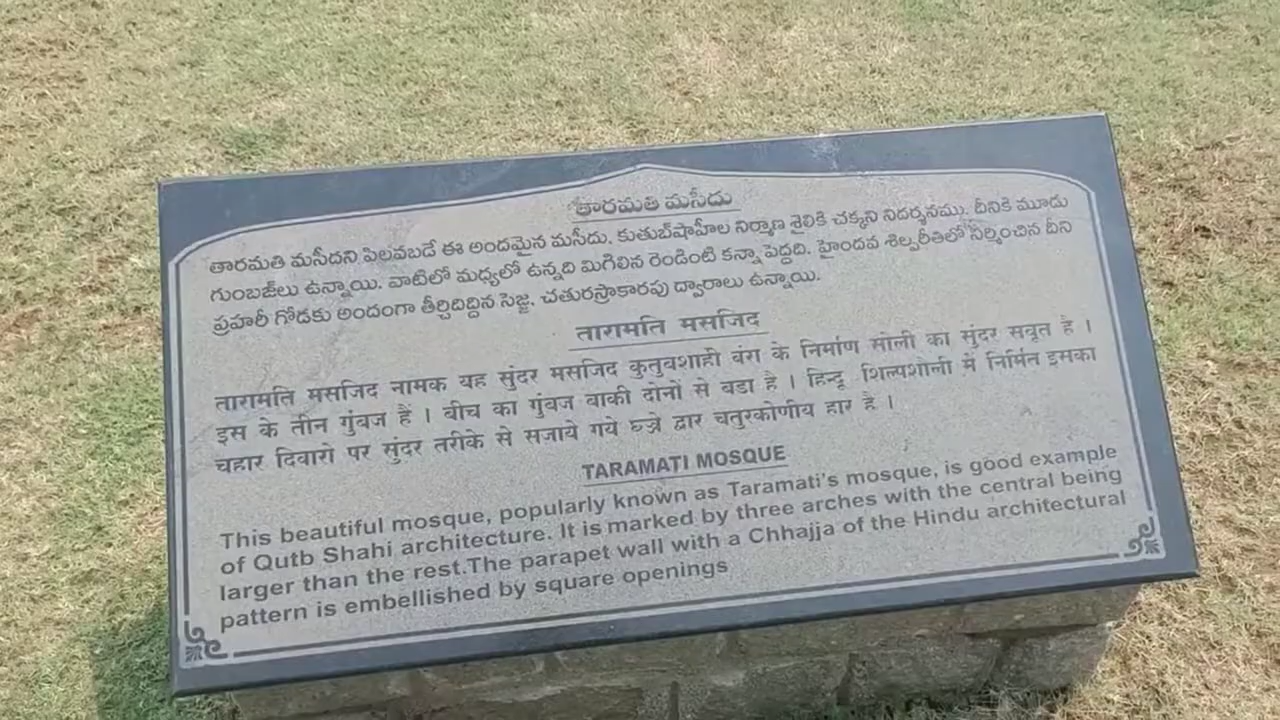 తారమతి మసీదు
తారమతి మసీదని పిలవబడే ఈ అందమైన మసీదు, కుతుబ్‌షాహీల నిర్మాణ శైలికి చక్కని నిదర్శనము. దీనికి మూడు
గుంబజ్‌లు ఉన్నాయి. వాటిలో మధ్యలో ఉన్నది మిగిలిన రెండింటి కన్నా పెద్దది. హైందవ శిల్పరీతిలో నిర్మించిన దీని
ప్రహరీ గోడకు అందంగా తీర్చిదిద్దిన సెజ్జ, చతురస్రాకారపు ద్వారాలు ఉన్నాయి.
तारामति मसजिद
तारामति मसजिद नामक यह सुंदर मसजिद कुतुबशाही वंग के निर्माण सोली का सुंदर सबूत है ।
इस के तीन गुंबज हैं । बीच का गुंबज बाकी दोनों से बडा है । हिन्दू शिल्पशोली में निर्मित इसका
चहार दिवारो पर सुंदर तरीके से सजाये गये छज्जे द्वार चतुरकोणीय हार है ।
TARAMATI MOSQUE
This beautiful mosque, popularly known as Taramati's mosque, is good example
of Qutb Shahi architecture. It is marked by three arches with the central being
larger than the rest.The parapet wall with a Chhajja of the Hindu architectural
pattern is embellished by square openings